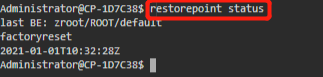 Administrator@CP-1D7C38$ restorepoint status
last BE: zroot/ROOT/default
factoryreset
2021-01-01T10:32:28Z
Administrator@CP-1D7C38$